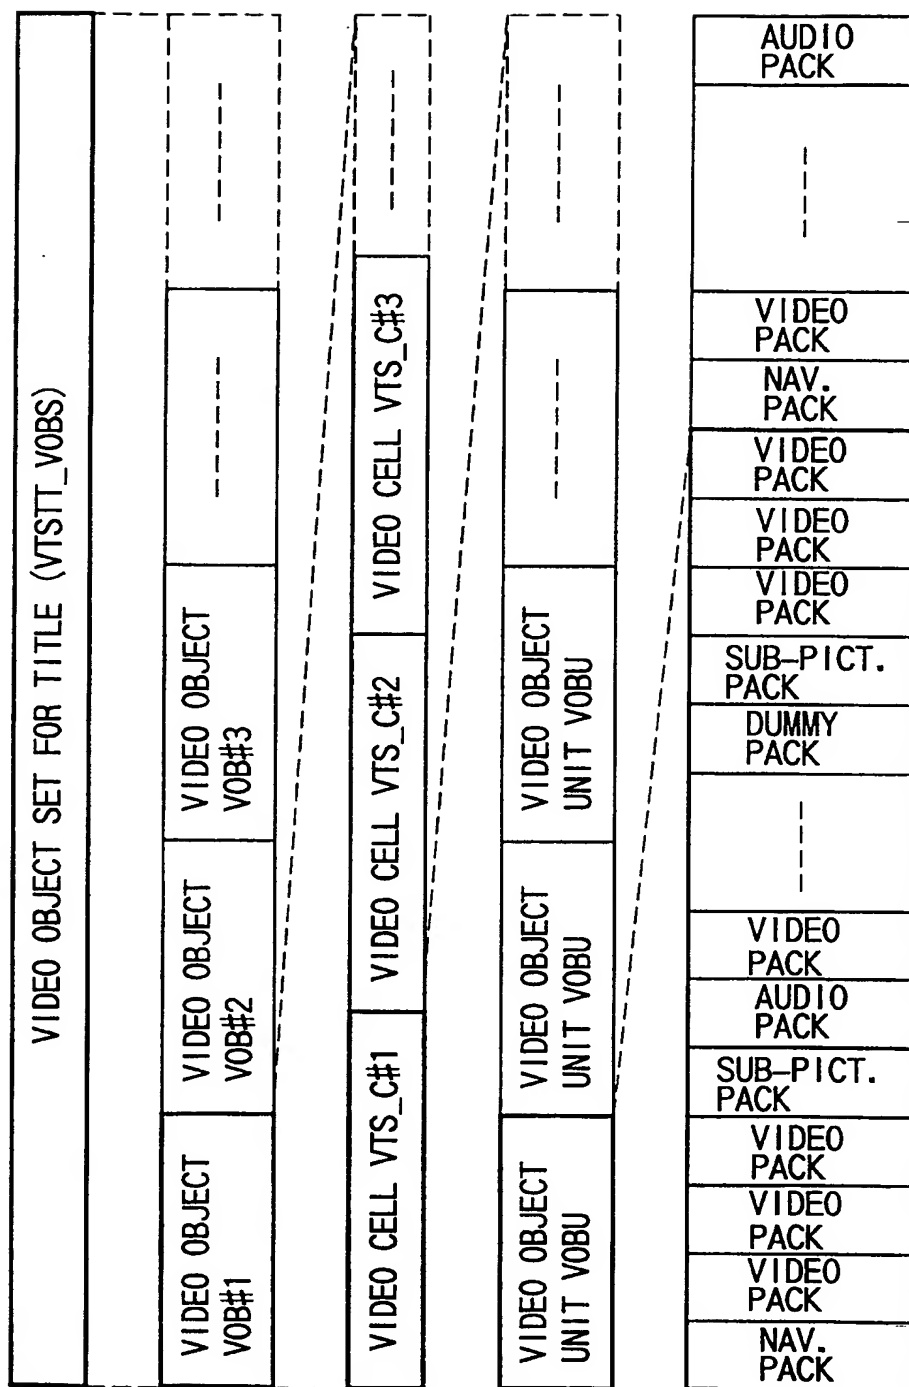 VIDEO OBJECT SET FOR TITLE (VTSTT_VOBS)
VIDEO OBJECT
VOB#1
VIDEO OBJECT
VOB#2
VIDEO OBJECT
VOB#3
VIDEO CELL VTS_C#1
VIDEO CELL VTS_C#2
VIDEO CELL VTS_C#3
VIDEO OBJECT
UNIT VOBU
VIDEO OBJECT
UNIT VOBU
VIDEO OBJECT
UNIT VOBU
AUDIO
PACK
VIDEO
PACK
NAV.
PACK
VIDEO
PACK
VIDEO
PACK
VIDEO
PACK
SUB-PICT.
PACK
DUMMY
PACK
VIDEO
PACK
AUDIO
PACK
SUB-PICT.
PACK
VIDEO
PACK
VIDEO
PACK
VIDEO
PACK
NAV.
PACK